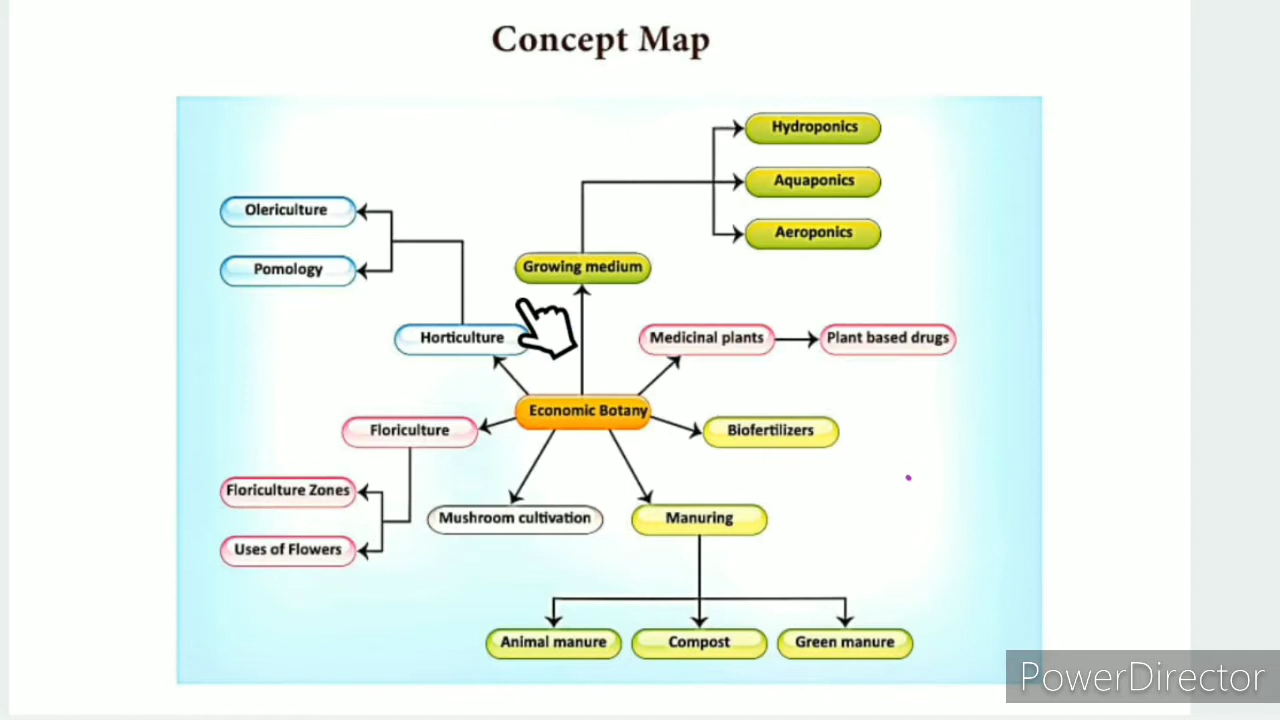 Concept Map
Hydroponics
Aquaponics
Aeroponics
Olericulture
Pomology
Growing medium
Horticulture
Medicinal plants
Plant based drugs
Economic Botany
Floriculture
Biofertilizers
Floriculture Zones
Uses of Flowers
Mushroom cultivation
Manuring
Animal manure
Compost
Green manure
PowerDirector